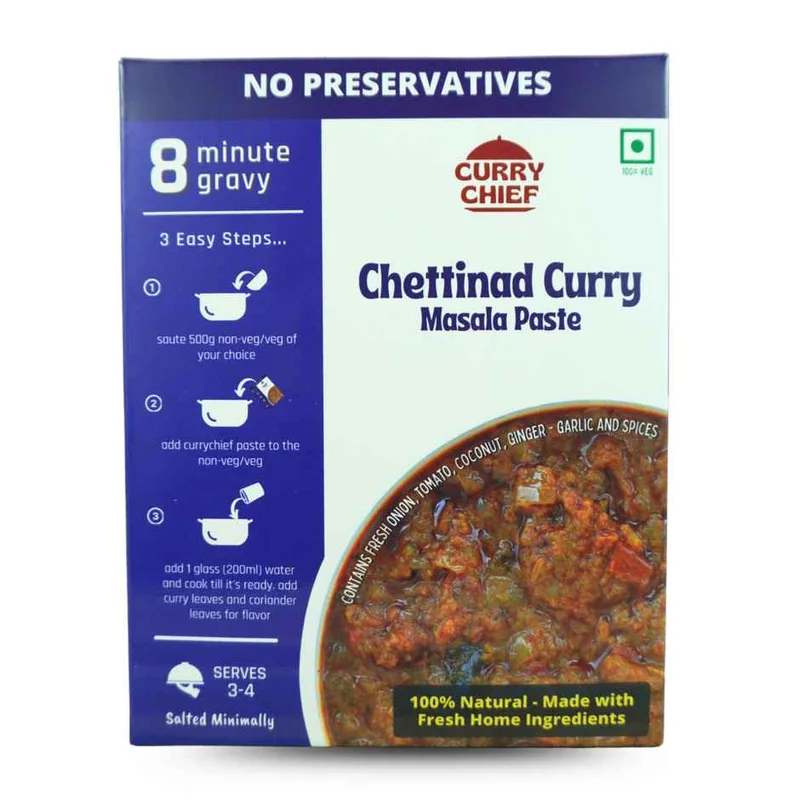 NO PRESERVATIVES
8 minute
gravy
3 Easy Steps...
1
saute 500g non-veg/veg of
your choice
2
add currychief paste to the
non-veg/veg
3
add 1 glass (200ml) water
and cook till it's ready. add
curry leaves and coriander
leaves for flavor
SERVES
3-4
Salted Minimally
CURRY
CHIEF
100% VEG
Chettinad Curry
Masala Paste
CONTAINS FRESH ONION, TOMATO, COCONUT, GINGER - GARLIC AND SPICES
100% Natural - Made with
Fresh Home Ingredients